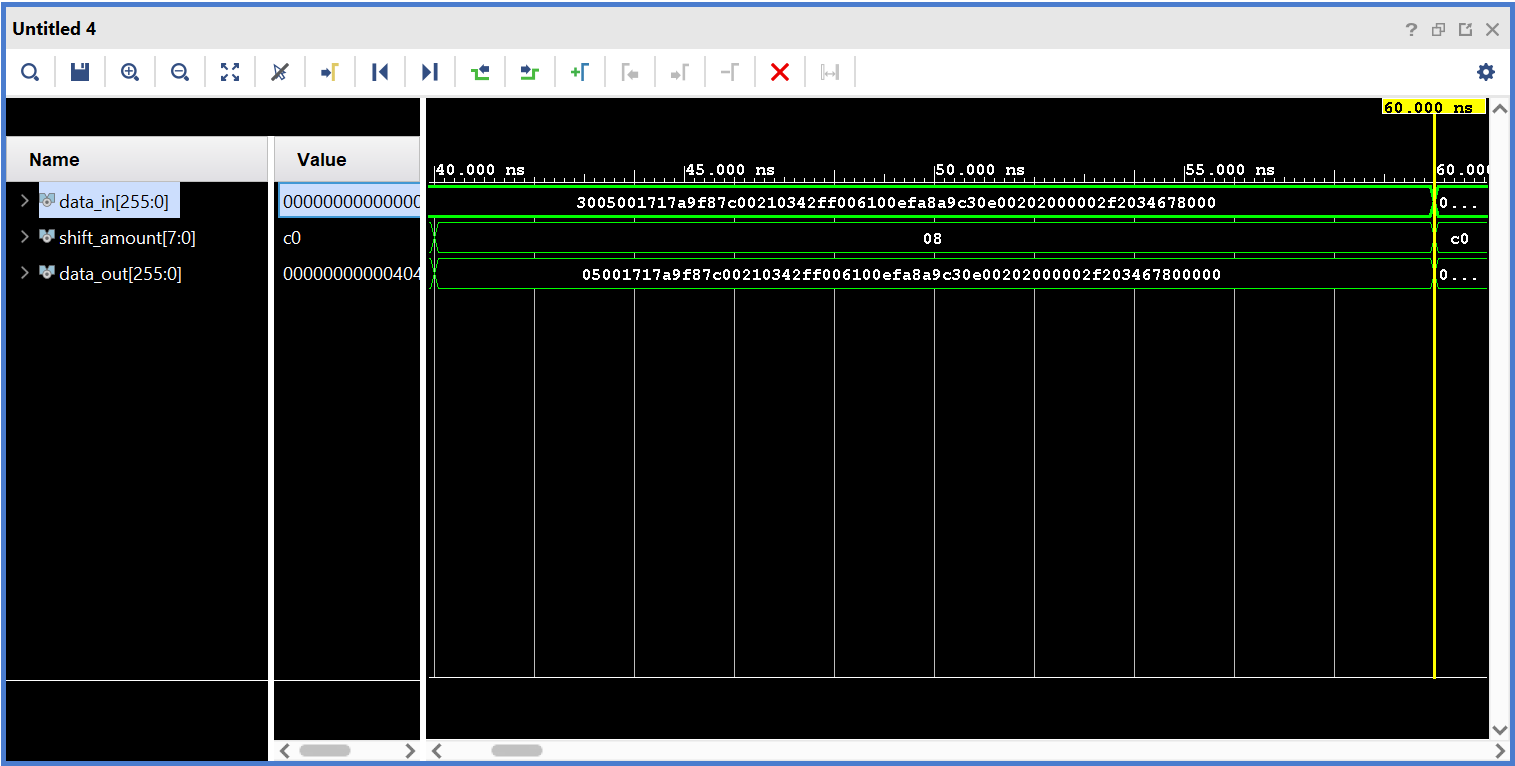 Untitled 4
?
60.000 ns
Name
Value
40.000 ns 45.000 ns 50.000 ns 55.000 ns 60.00
data_in[255:0] 00000000000000 3005001717a9f87c00210342ff006100efa8a9c30e00202000002f2034678000 0...
shift_amount[7:0] c0 08 c0
data_out[255:0] 00000000000404 05001717a9f87c00210342ff006100efa8a9c30e00202000002f203467800000 0...